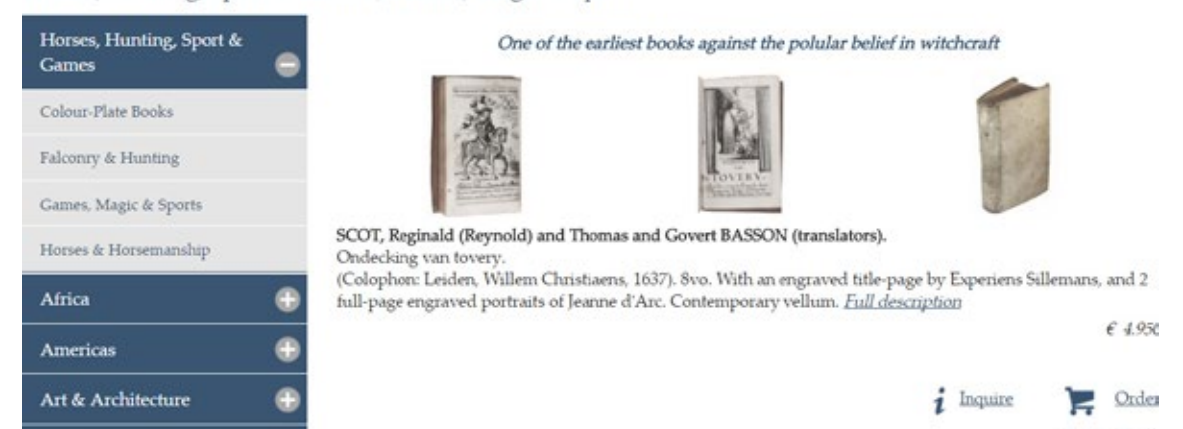 Horses, Hunting, Sport &
Games
Colour-Plate Books
Falconry & Hunting
Games, Magic & Sports
Horses & Horsemanship
Africa
Americas
Art & Architecture
One of the earliest books against the polular belief in witchcraft
TOVERY.
SCOT, Reginald (Reynold) and Thomas and Govert BASSON (translators).
Ondecking van tovery.
(Colophon: Leiden, Willem Christiaens, 1637). 8vo. With an engraved title-page by Experiens Sillemans, and 2
full-page engraved portraits of Jeanne d'Arc. Contemporary vellum. Full description
€ 4.950
Inquire
Order